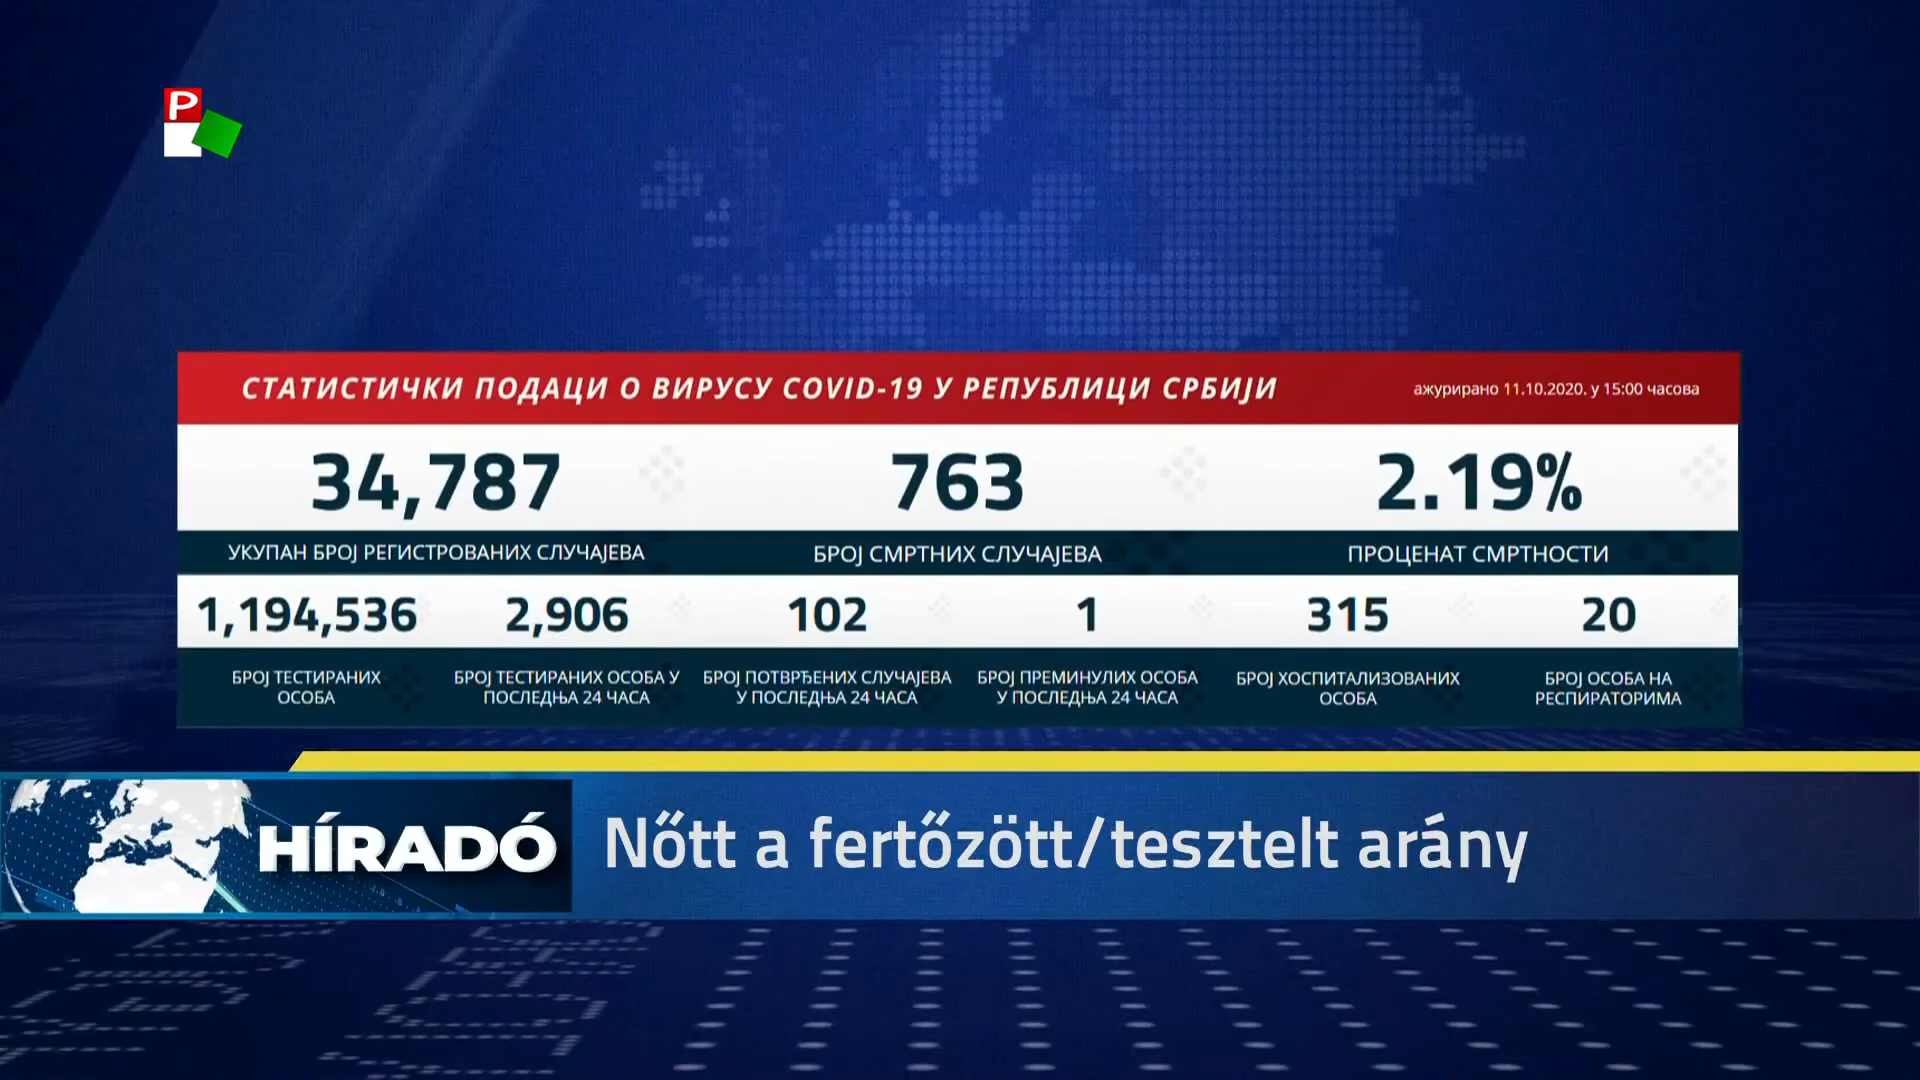 P
СТАТИСТИЧКИ ПОДАЦИ О ВИРУСУ COVID-19 У РЕПУБЛИЦИ СРБИЈИ
ажурирано 11.10.2020. у 15:00 часова
34,787
763
2.19%
УКУПАН БРОЈ РЕГИСТРОВАНИХ СЛУЧАЈЕВА
БРОЈ СМРТНИХ СЛУЧАЈЕВА
ПРОЦЕНАТ СМРТНОСТИ
1,194,536
2,906
102
1
315
20
БРОЈ ТЕСТИРАНИХ
ОСОБА
БРОЈ ТЕСТИРАНИХ ОСОБА У
ПОСЛЕДЊА 24 ЧАСА
БРОЈ ПОТВРЂЕНИХ СЛУЧАЈЕВА
У ПОСЛЕДЊА 24 ЧАСА
БРОЈ ПРЕМИНУЛИХ ОСОБА
У ПОСЛЕДЊА 24 ЧАСА
БРОЈ ХОСПИТАЛИЗОВАНИХ
ОСОБА
БРОЈ ОСОБА НА
РЕСПИРАТОРИМА
HÍRADÓ
Nőtt a fertőzött/tesztelt arány